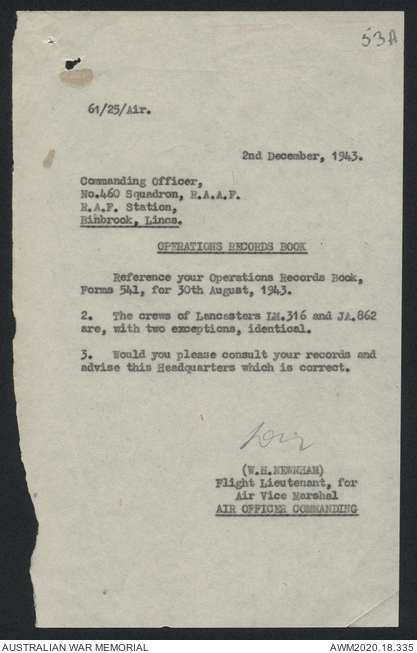 53A
61/25/Air.
2nd December, 1943.
Commanding Officer,
No.460 Squadron, R.A.A.F.
R.A.F. Station,
Binbrook, Lincs.
OPERATIONS RECORDS BOOK
Reference your Operations Records Book,
Forms 541, for 30th August, 1943.
2. The crews of Lancasters LM.316 and JA.862
are, with two exceptions, identical.
3. Would you please consult your records and
advise this Headquarters which is correct.
(W.H.NEWNHAM)
Flight Lieutenant, for
Air Vice Marshal
AIR OFFICER COMMANDING
AUSTRALIAN WAR MEMORIAL
AWM2020.18.335